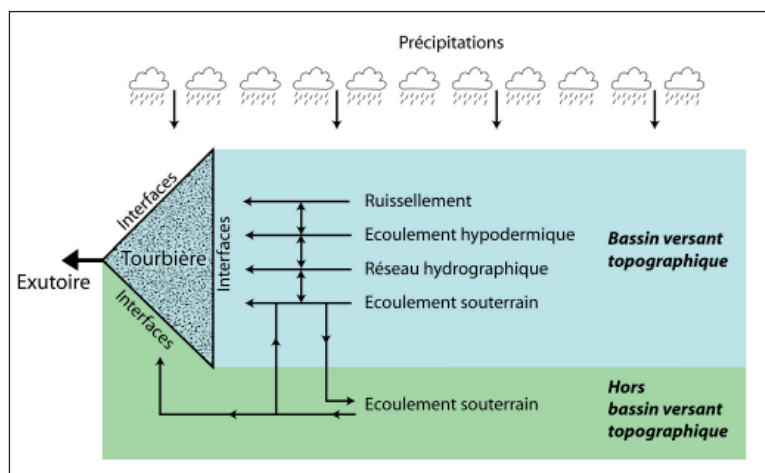 Précipitations
Interfaces
Tourbière
Interfaces
Interfaces
Exutoire
Ruissellement
Ecoulement hypodermique
Réseau hydrographique
Ecoulement souterrain
Bassin versant
topographique
Ecoulement souterrain
Hors
bassin versant
topographique